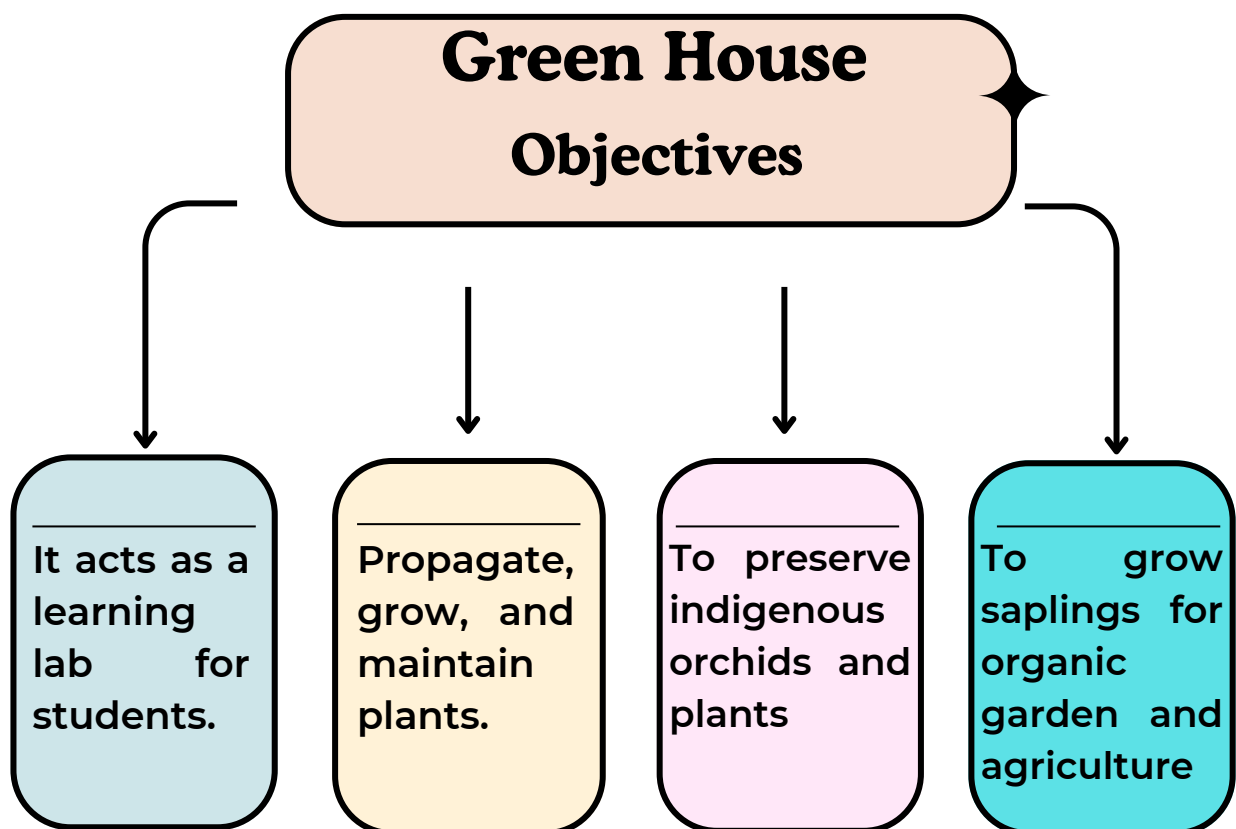 Green House
Objectives
It acts as a
learning
lab for
students.
Propagate,
grow, and
maintain
plants.
To preserve
indigenous
orchids and
plants
To grow
saplings for
organic
garden and
agriculture